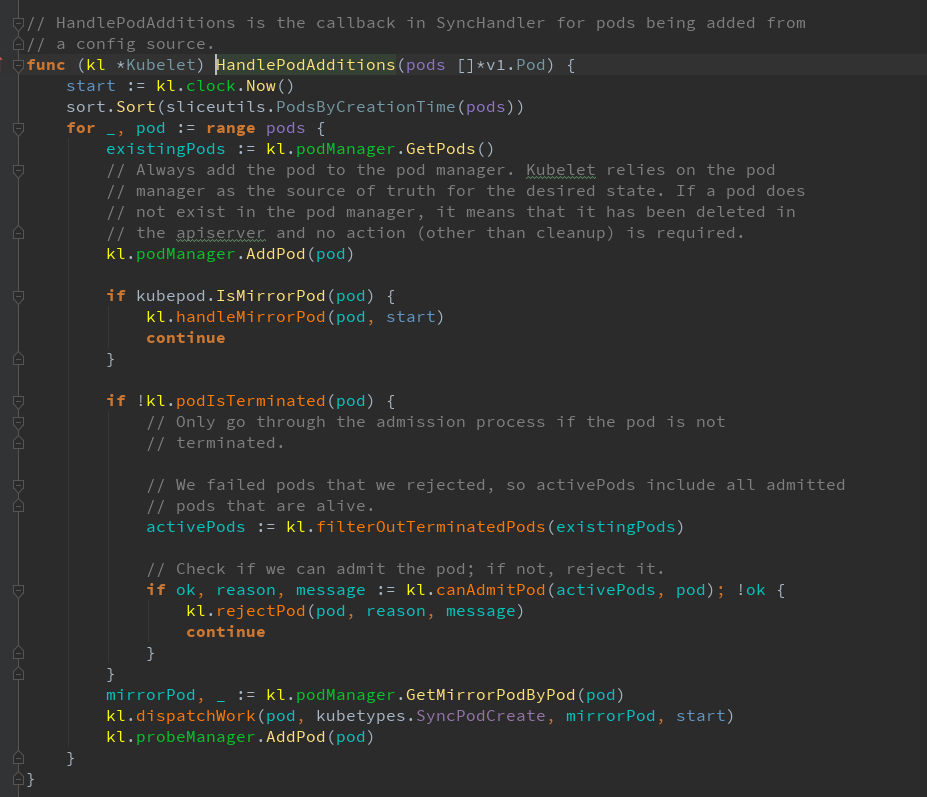 // HandlePodAdditions is the callback in SyncHandler for pods being added from
// a config source.
func (kl *Kubelet) HandlePodAdditions(pods []*v1.Pod) {
    start := kl.clock.Now()
    sort.Sort(sliceutils.PodsByCreationTime(pods))
    for _, pod := range pods {
        existingPods := kl.podManager.GetPods()
        // Always add the pod to the pod manager. Kubelet relies on the pod
        // manager as the source of truth for the desired state. If a pod does
        // not exist in the pod manager, it means that it has been deleted in
        // the apiserver and no action (other than cleanup) is required.
        kl.podManager.AddPod(pod)

        if kubepod.IsMirrorPod(pod) {
            kl.handleMirrorPod(pod, start)
            continue
        }

        if !kl.podIsTerminated(pod) {
            // Only go through the admission process if the pod is not
            // terminated.

            // We failed pods that we rejected, so activePods include all admitted
            // pods that are alive.
            activePods := kl.filterOutTerminatedPods(existingPods)

            // Check if we can admit the pod; if not, reject it.
            if ok, reason, message := kl.canAdmitPod(activePods, pod); !ok {
                kl.rejectPod(pod, reason, message)
                continue
            }
        }
        mirrorPod, _ := kl.podManager.GetMirrorPodByPod(pod)
        kl.dispatchWork(pod, kubetypes.SyncPodCreate, mirrorPod, start)
        kl.probeManager.AddPod(pod)
    }
}